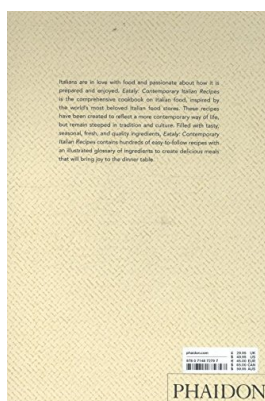 Italians are in love with food and passionate about how it is
prepared and enjoyed. Eataly: Contemporary Italian Recipes
is the comprehensive cookbook on Italian food, inspired by
the world's most beloved Italian food stores. These recipes
have been created to reflect a more contemporary way of life,
but remain steeped in tradition and culture. Filled with tasty,
seasonal, fresh, and quality ingredients, Eataly: Contemporary
Italian Recipes contains hundreds of easy-to-follow recipes with
an illustrated glossary of ingredients to create delicious meals
that will bring joy to the dinner table.
phaidon.com
PHAIDON